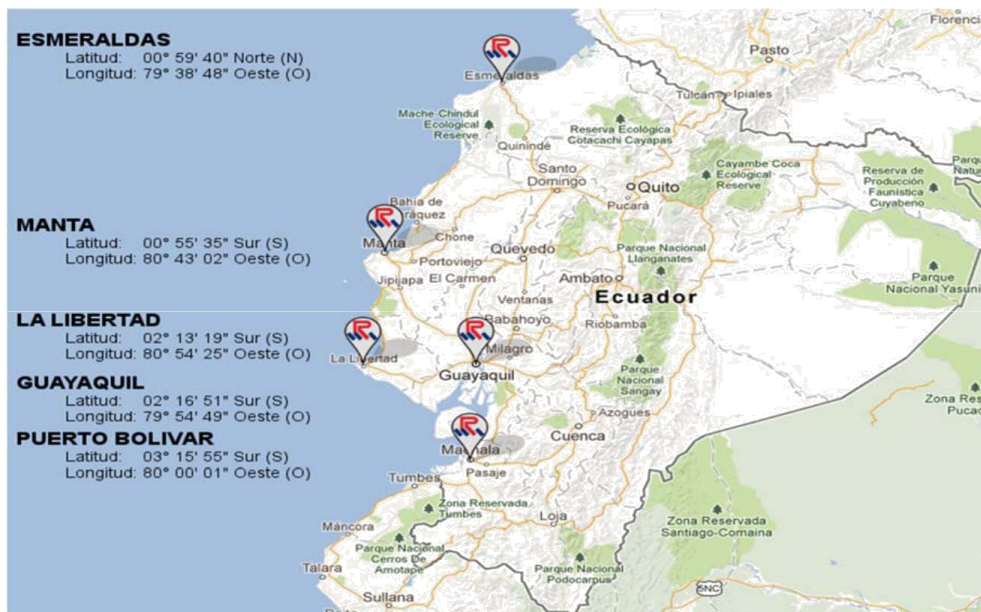 ESMERALDAS
Latitud: 00° 59' 40" Norte (N)
Longitud: 79° 38' 48" Oeste (O)
MANTA
Latitud: 00° 55' 35" Sur (S)
Longitud: 80° 43' 02" Oeste (O)
LA LIBERTAD
Latitud: 02° 13' 19" Sur (S)
Longitud: 80° 54' 25" Oeste (O)
GUAYAQUIL
Latitud: 02° 16' 51" Sur (S)
Longitud: 79° 54' 49" Oeste (O)
PUERTO BOLIVAR
Latitud: 03° 15' 55" Sur (S)
Longitud: 80° 00' 01" Oeste (O)
Florencia
Pasto
Esmeraldas
Tulcán
Ipiales
Mache-Chindul
Ecological
Reserve
Reserva Ecológica
Cotacachi Cayapas
Quinindé
Santo
Domingo
Quito
Pucará
Cayambe Coca
Ecological
Reserve
Reserva de
Producción
Faunística
Cuyabeno
Bahía de
Manta
Chone
Portoviejo
El Carmen
Jipijapa
Quevedo
Parque Nacional
Llanganates
Ambato
Ecuador
Parque
Nacional Yasuni
Ventanas
Babahoyo
Riobamba
La Libertad
Milagro
Guayaquil
Parque
Nacional
Sangay
Azogues
Cuenca
Machala
Pasaje
Tumbes
Zona Reservada
Tumbes
Loja
Zona Reservada
Santiago-Comaina
Máncora
Parque Nacional
Cerros De
Amotape
Parque Nacional
Podocarpus
Talara
Sullana
5NC